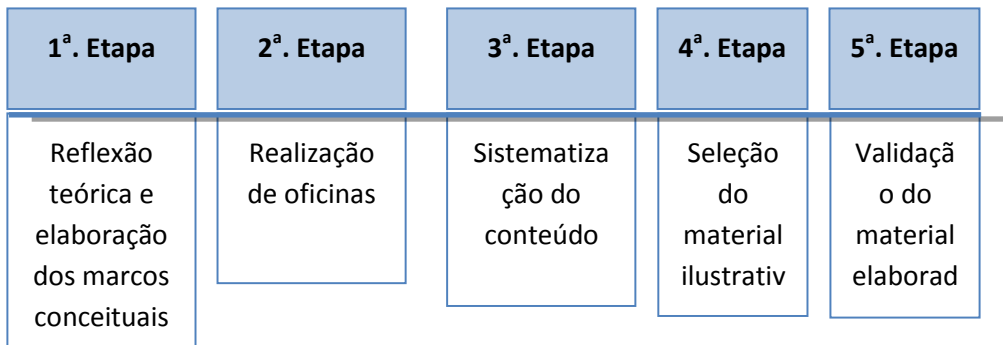 1ª. Etapa
2ª. Etapa
3ª. Etapa
4ª. Etapa
5ª. Etapa
Reflexão
teórica e
elaboração
dos marcos
conceituais
Realização
de oficinas
Sistematiza
ção do
conteúdo
Seleção
do
material
ilustrativ
Validaçã
o do
material
elaborad